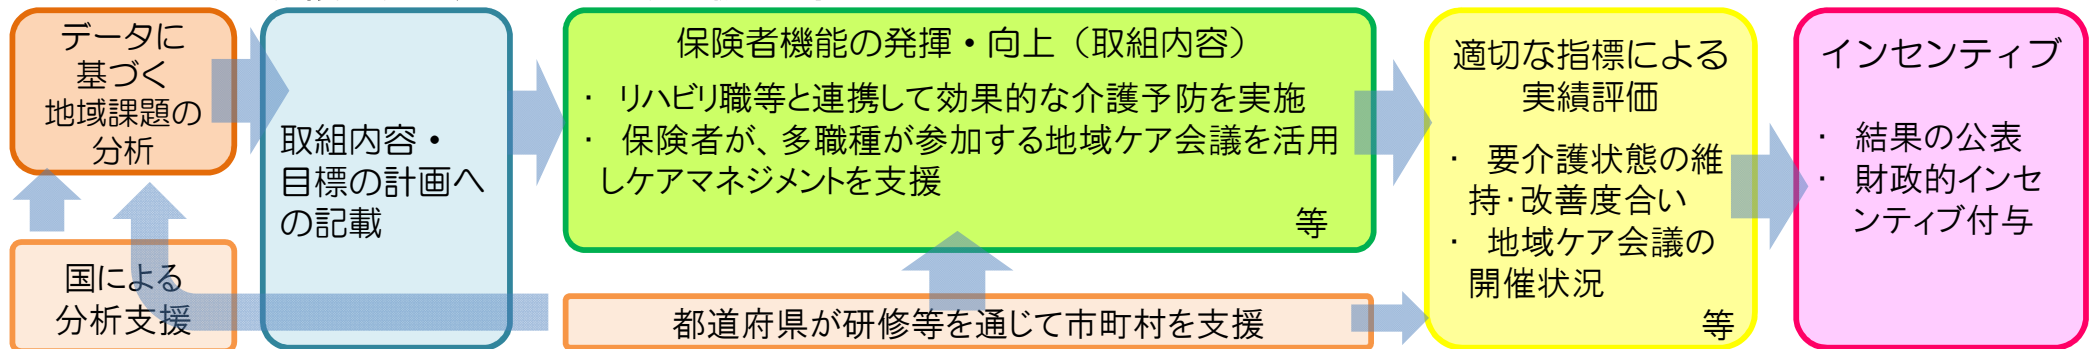 データに
基づく
地域課題の
分析
国による
分析支援
取組内容・
目標の計画へ
の記載
保険者機能の発揮・向上（取組内容）
・ リハビリ職等と連携して効果的な介護予防を実施
・ 保険者が、多職種が参加する地域ケア会議を活用
しケアマネジメントを支援
等
都道府県が研修等を通じて市町村を支援
適切な指標による
実績評価
・ 要介護状態の維
持・改善度合い
・ 地域ケア会議の
開催状況
等
インセンティブ
・ 結果の公表
・ 財政的インセ
ンティブ付与